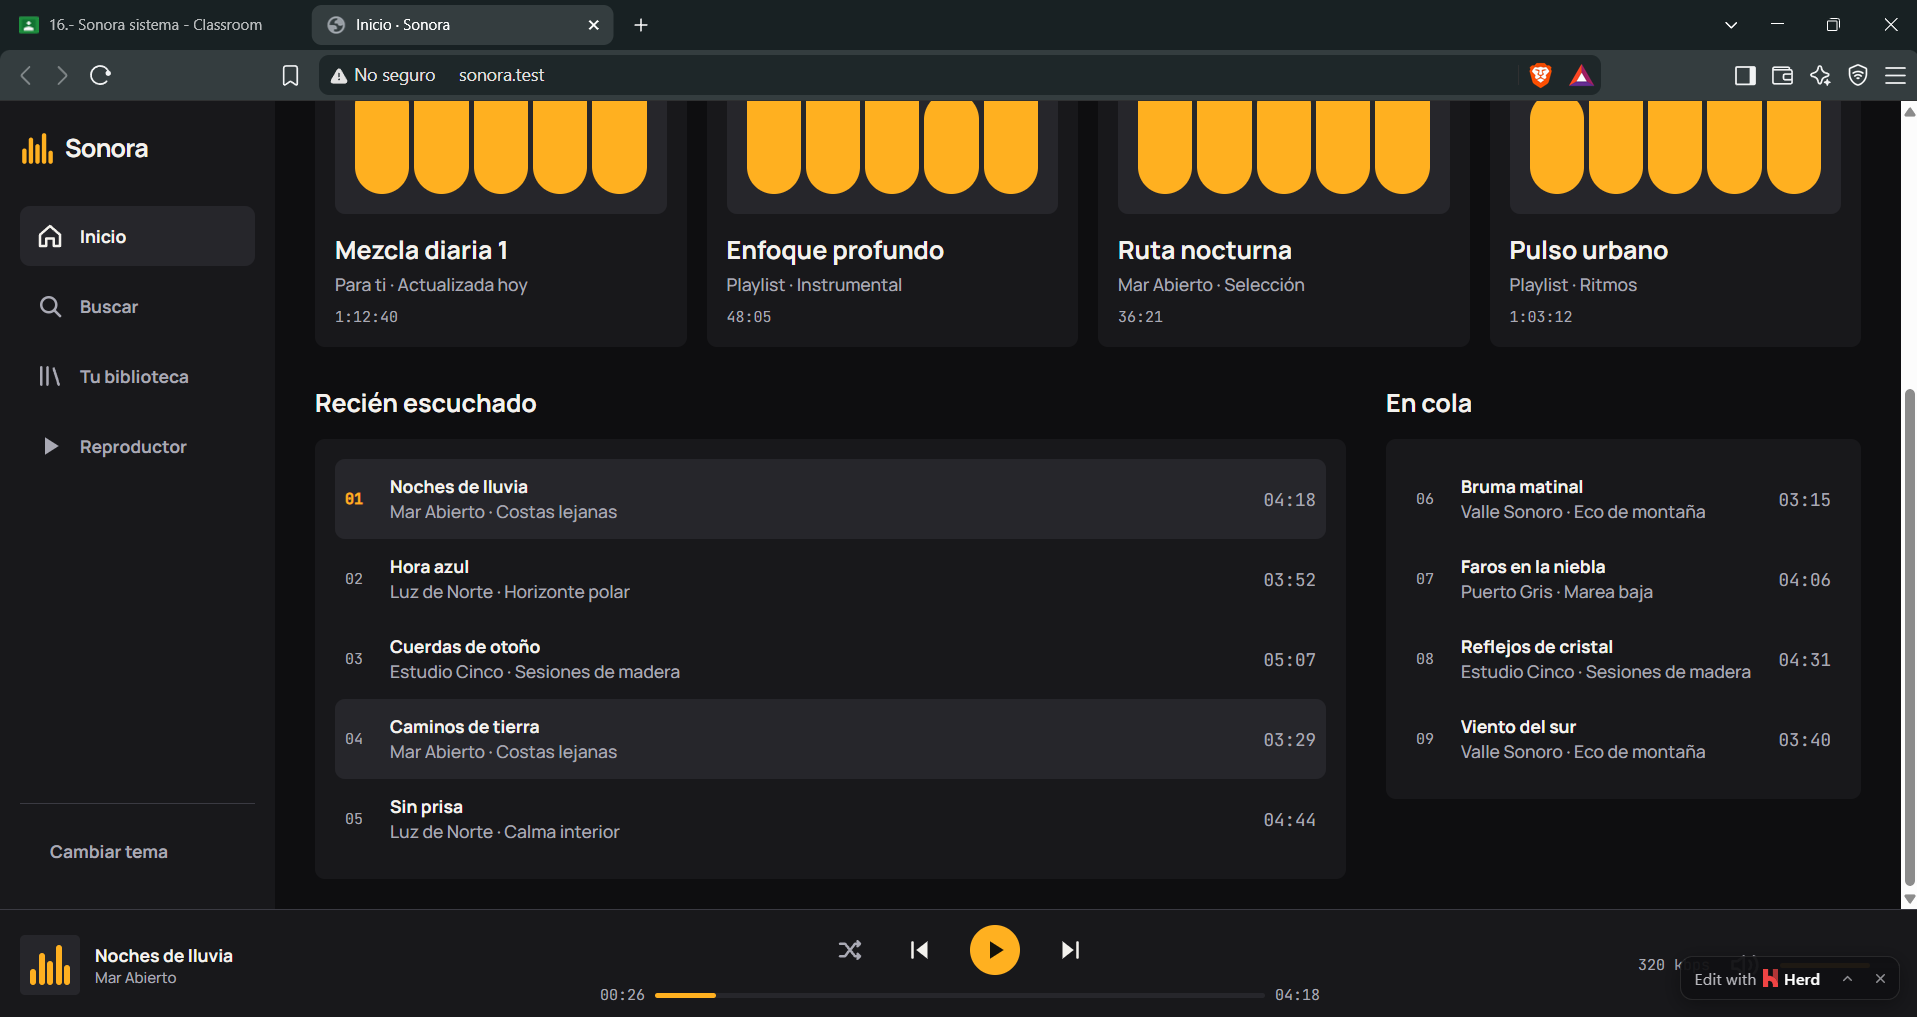 16.- Sonora sistema - Classroom
Inicio · Sonora
No seguro
sonora.test
Sonora
Inicio
Buscar
Tu biblioteca
Reproductor
Cambiar tema
Mezcla diaria 1
Para ti · Actualizada hoy
1:12:40
Enfoque profundo
Playlist · Instrumental
48:05
Ruta nocturna
Mar Abierto · Selección
36:21
Pulso urbano
Playlist · Ritmos
1:03:12
Recién escuchado
01 Noches de lluvia 04:18
Mar Abierto · Costas lejanas
02 Hora azul 03:52
Luz de Norte · Horizonte polar
03 Cuerdas de otoño 05:07
Estudio Cinco · Sesiones de madera
04 Caminos de tierra 03:29
Mar Abierto · Costas lejanas
05 Sin prisa 04:44
Luz de Norte · Calma interior
En cola
06 Bruma matinal 03:15
Valle Sonoro · Eco de montaña
07 Faros en la niebla 04:06
Puerto Gris · Marea baja
08 Reflejos de cristal 04:31
Estudio Cinco · Sesiones de madera
09 Viento del sur 03:40
Valle Sonoro · Eco de montaña
Noches de lluvia
Mar Abierto
00:26
04:18
320 kbps
Edit with Herd